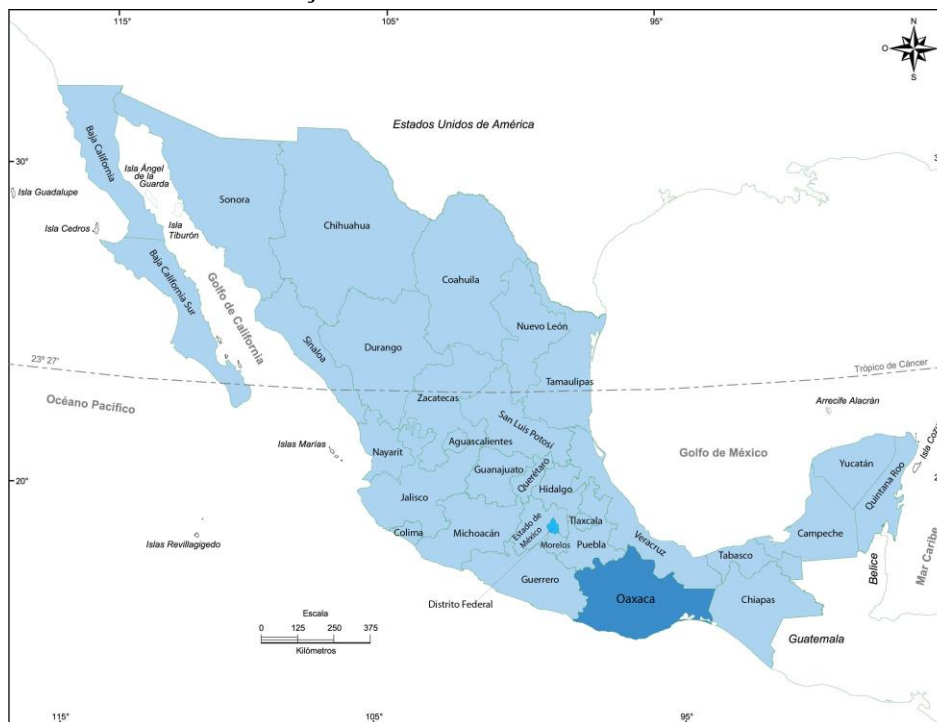 115°
105°
95°
N
O
S
Estados Unidos de América
30°
3
Baja California
Isla Ángel
de la
Guarda
Isla Guadalupe
Sonora
Isla Cedros
Isla
Tiburón
Chihuahua
Coahuila
Baja California Sur
Golfo de California
Nuevo León
Sinaloa
Durango
23° 27'
Trópico de Cáncer
Tamaulipas
Océano Pacífico
Zacatecas
Arrecife Alacrán
San Luis Potosí
Isla Coz
Islas Marías
Aguascalientes
Nayarit
Golfo de México
Yucatán
Guanajuato
Querétaro
Quintana Roo
20°
Hidalgo
Jalisco
Estado de
México
Tlaxcala
Colima
Michoacán
Veracruz
Campeche
Islas Revillagigedo
Morelos
Puebla
Tabasco
Belice
Mar Caribe
Guerrero
Oaxaca
Chiapas
Distrito Federal
Escala
0 125 250 375
Kilómetros
Guatemala
115°
105°
95°